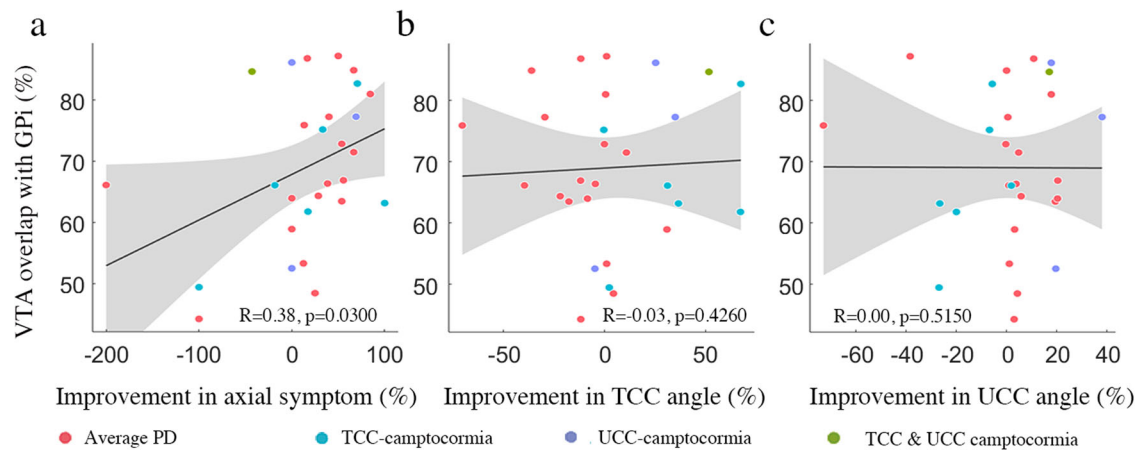 a
b
c
VTA overlap with GPi (%)
80
70
60
50
80
70
60
50
80
70
60
50
R=0.38, p=0.0300
R=-0.03, p=0.4260
R=0.00, p=0.5150
-200 -100 0 100
-50 0 50
-60 -40 -20 0 20 40
Improvement in axial symptom (%)
Improvement in TCC angle (%)
Improvement in UCC angle (%)
Average PD
TCC-camptocormia
UCC-camptocormia
TCC & UCC camptocormia